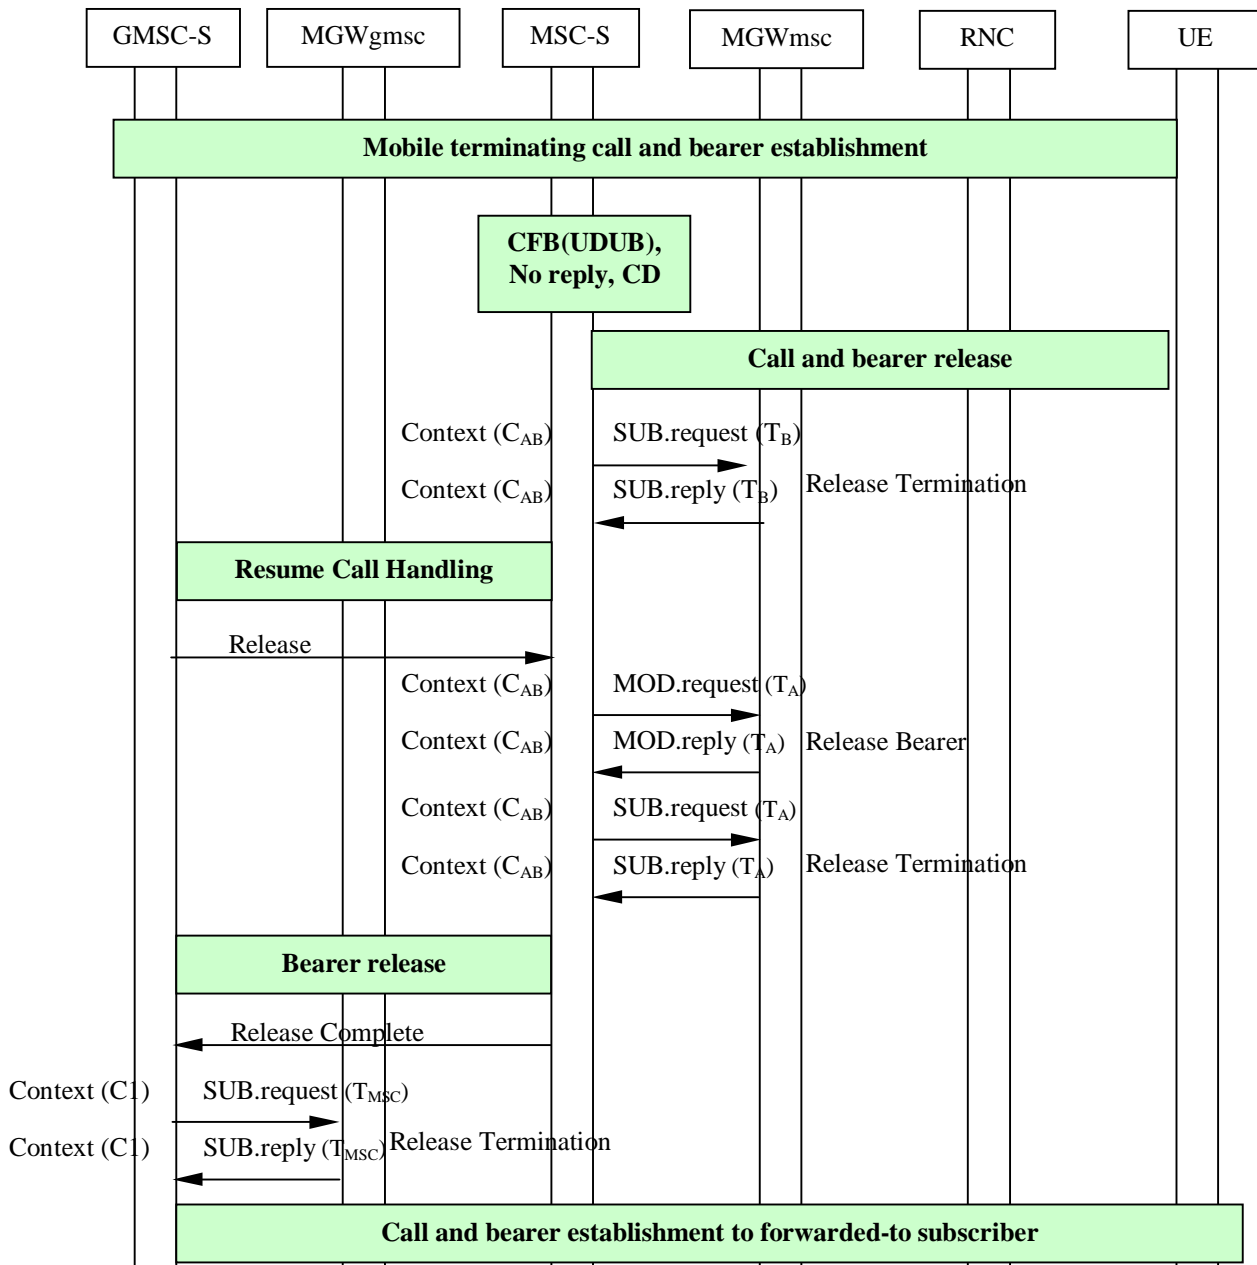 GMSC-S MGWgmsc MSC-S MGWmsc RNC UE
Mobile terminating call and bearer establishment
CFB(UDUB),
No reply, CD
Call and bearer release
Context (CAB) SUB.request (TB)
Context (CAB) SUB.reply (TB) Release Termination
Resume Call Handling
Release
Context (CAB) MOD.request (TA)
Context (CAB) MOD.reply (TA) Release Bearer
Context (CAB) SUB.request (TA)
Context (CAB) SUB.reply (TA) Release Termination
Bearer release
Release Complete
Context (C1) SUB.request (TMSC)
Context (C1) SUB.reply (TMSC) Release Termination
Call and bearer establishment to forwarded-to subscriber